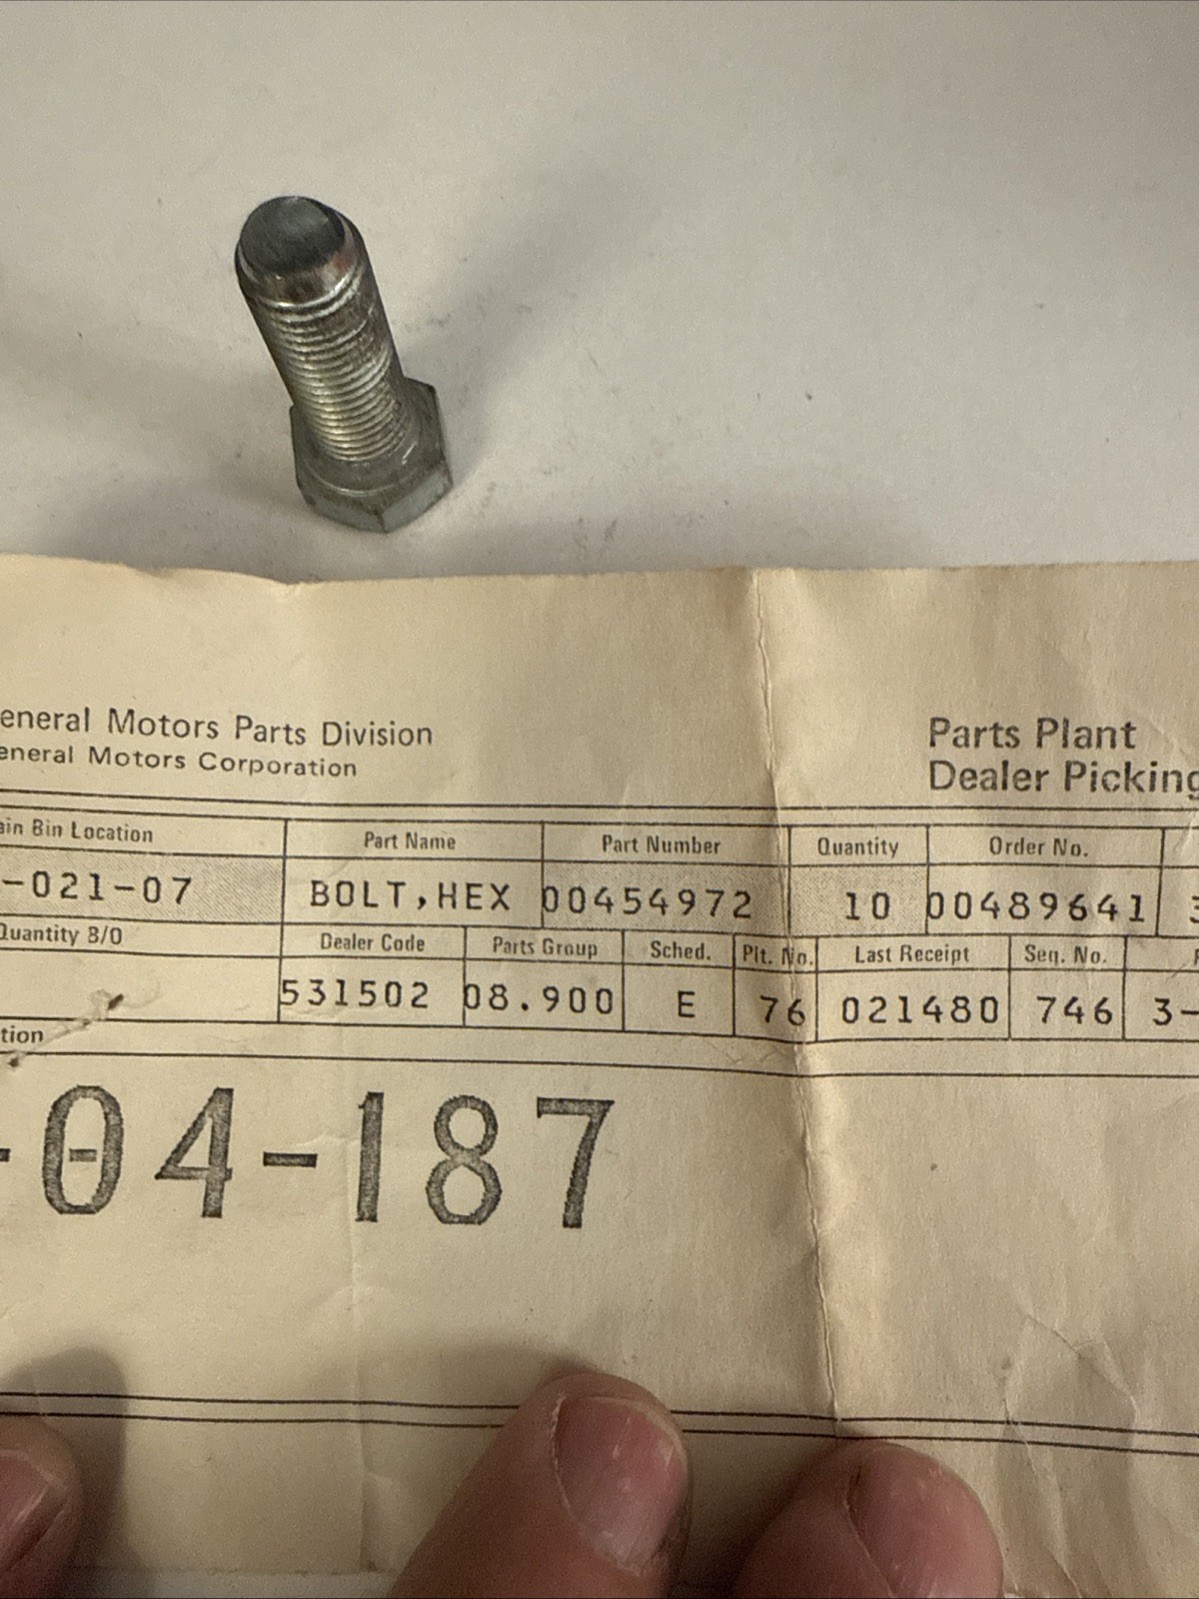 eneral Motors Parts Division
eneral Motors Corporation
Parts Plant
Dealer Picking
ain Bin Location Part Name Part Number Quantity Order No.
-021-07 BOLT,HEX 00454972 10 00489641 3
Quantity B/O Dealer Code Parts Group Sched. Plt. No. Last Receipt Seq. No.
531502 08.900 E 76 021480 746 3-
tion
-04-187